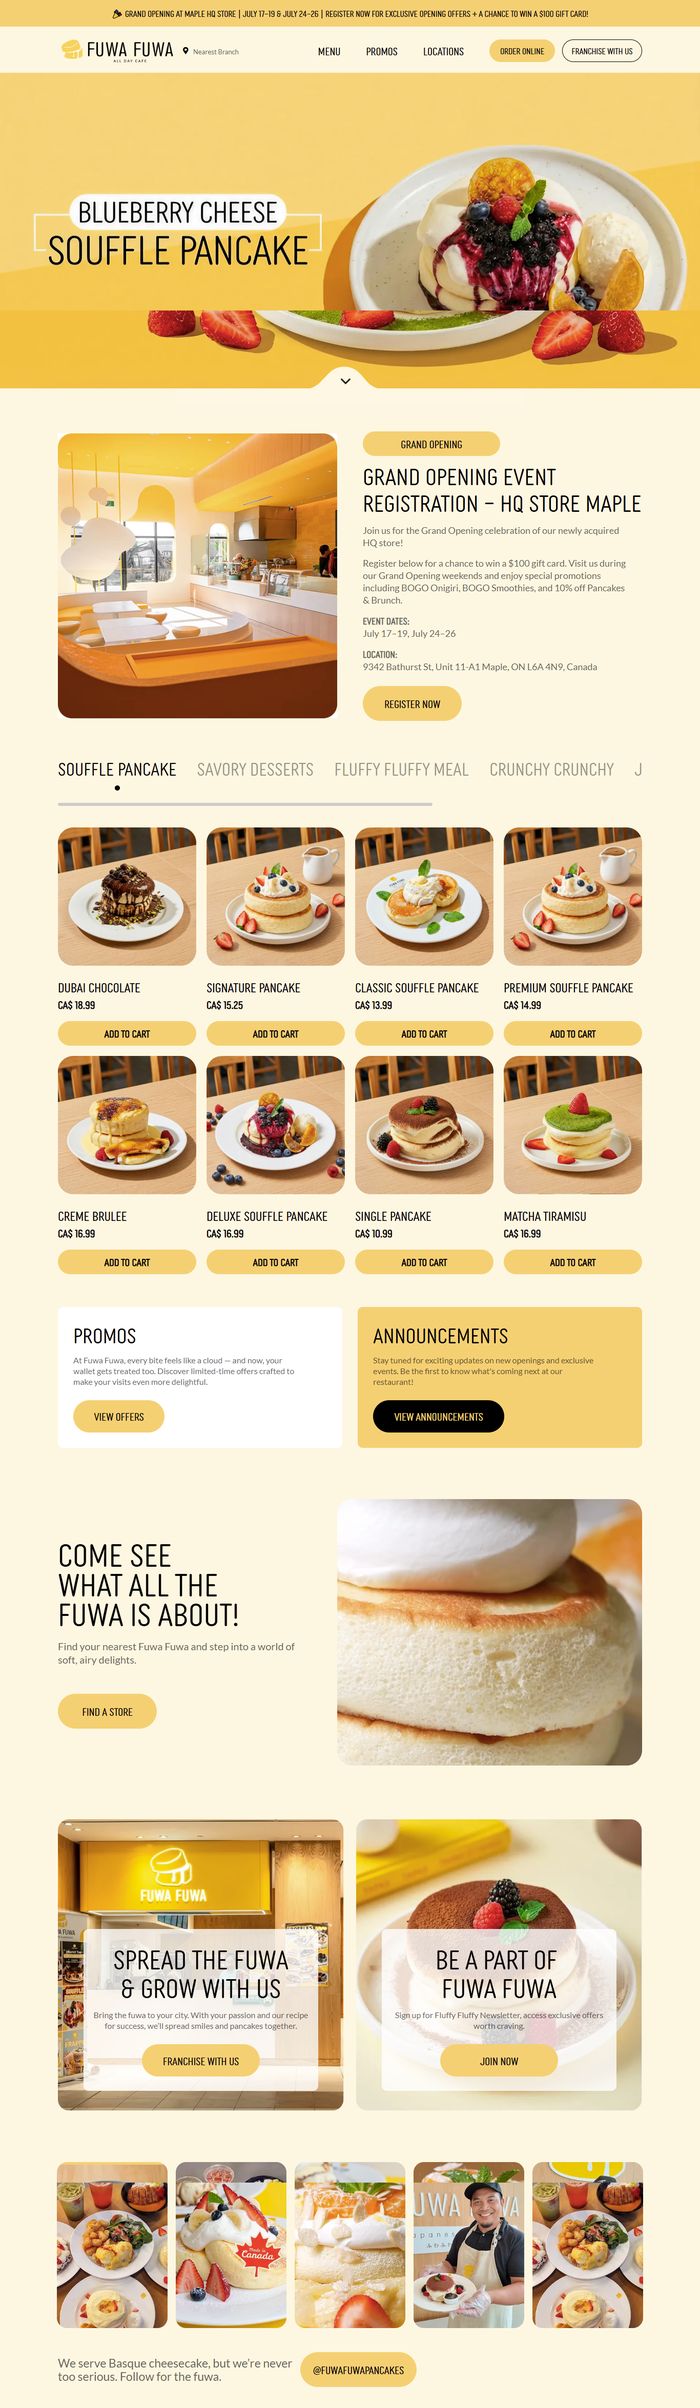 GRAND OPENING AT MAPLE HQ STORE | JULY 17–19 & JULY 24–26 | REGISTER NOW FOR EXCLUSIVE OPENING OFFERS + A CHANCE TO WIN A $100 GIFT CARD!
FUWA FUWA
ALL DAY CAFE
Nearest Branch
MENU
PROMOS
LOCATIONS
ORDER ONLINE
FRANCHISE WITH US
BLUEBERRY CHEESE
SOUFFLE PANCAKE
GRAND OPENING
GRAND OPENING EVENT
REGISTRATION – HQ STORE MAPLE
Join us for the Grand Opening celebration of our newly acquired
HQ store!
Register below for a chance to win a $100 gift card. Visit us during
our Grand Opening weekends and enjoy special promotions
including BOGO Onigiri, BOGO Smoothies, and 10% off Pancakes
& Brunch.
EVENT DATES:
July 17–19, July 24–26
LOCATION:
9342 Bathurst St, Unit 11-A1 Maple, ON L6A 4N9, Canada
REGISTER NOW
SOUFFLE PANCAKE
SAVORY DESSERTS
FLUFFY FLUFFY MEAL
CRUNCHY CRUNCHY
J
DUBAI CHOCOLATE
CA$ 18.99
ADD TO CART
SIGNATURE PANCAKE
CA$ 15.25
ADD TO CART
CLASSIC SOUFFLE PANCAKE
CA$ 13.99
ADD TO CART
PREMIUM SOUFFLE PANCAKE
CA$ 14.99
ADD TO CART
CREME BRULEE
CA$ 16.99
ADD TO CART
DELUXE SOUFFLE PANCAKE
CA$ 16.99
ADD TO CART
SINGLE PANCAKE
CA$ 10.99
ADD TO CART
MATCHA TIRAMISU
CA$ 16.99
ADD TO CART
PROMOS
At Fuwa Fuwa, every bite feels like a cloud — and now, your
wallet gets treated too. Discover limited-time offers crafted to
make your visits even more delightful.
VIEW OFFERS
ANNOUNCEMENTS
Stay tuned for exciting updates on new openings and exclusive
events. Be the first to know what's coming next at our
restaurant!
VIEW ANNOUNCEMENTS
COME SEE
WHAT ALL THE
FUWA IS ABOUT!
Find your nearest Fuwa Fuwa and step into a world of
soft, airy delights.
FIND A STORE
FUWA FUWA
SPREAD THE FUWA
& GROW WITH US
Bring the fuwa to your city. With your passion and our recipe
for success, we'll spread smiles and pancakes together.
FRANCHISE WITH US
BE A PART OF
FUWA FUWA
Sign up for Fluffy Fluffy Newsletter, access exclusive offers
worth craving.
JOIN NOW
Made in
Canada
We serve Basque cheesecake, but we're never
too serious. Follow for the fuwa.
@FUWAFUWAPANCAKES